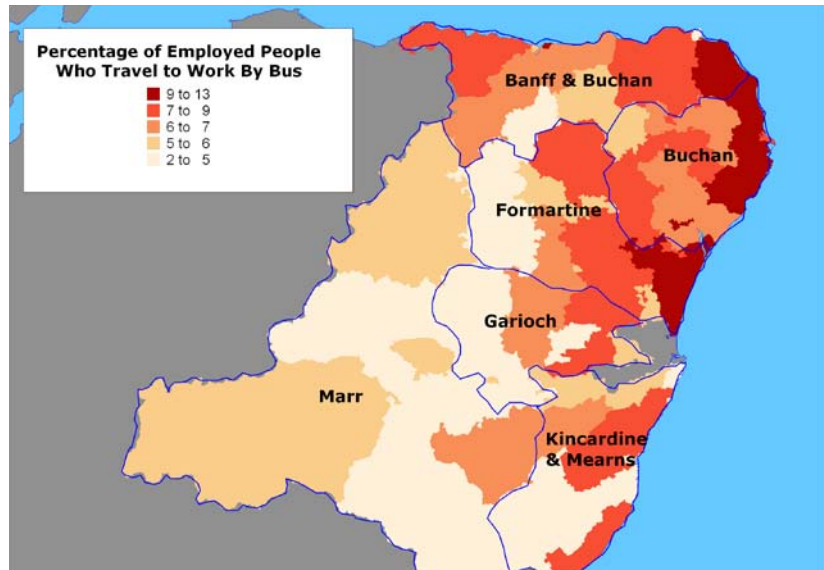 Percentage of Employed People
Who Travel to Work By Bus
9 to 13
7 to 9
6 to 7
5 to 6
2 to 5
Banff & Buchan
Buchan
Formartine
Garioch
Marr
Kincardine
& Mearns